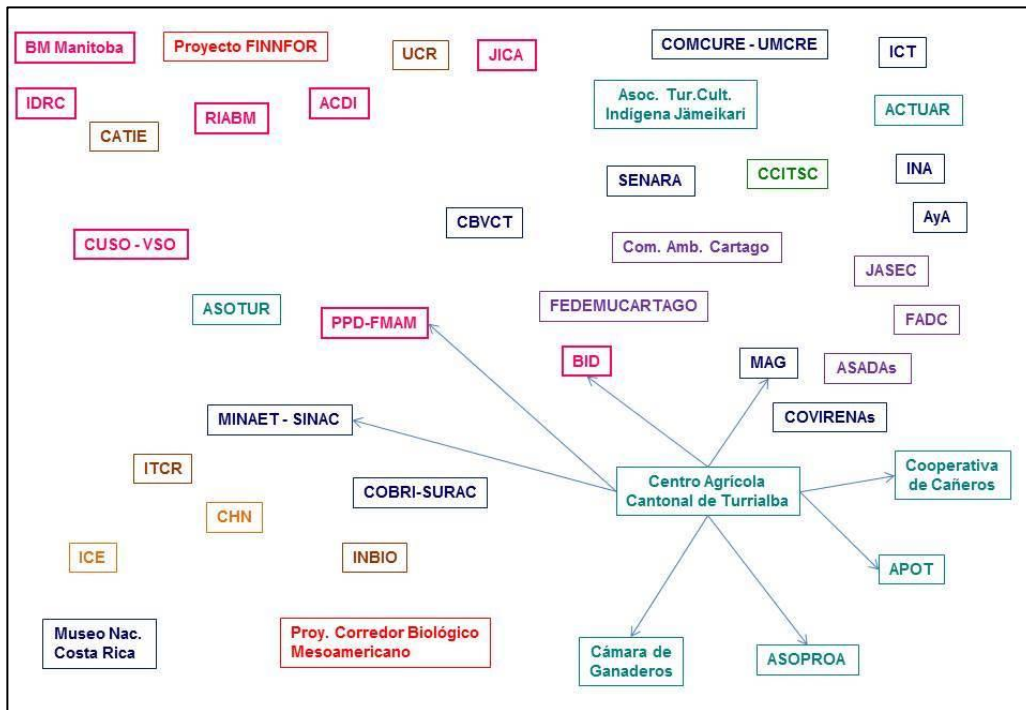 BM Manitoba
Proyecto FINNFOR
UCR
JICA
COMCURE - UMCRE
ICT
IDRC
RIABM
ACDI
Asoc. Tur.Cult.
Indígena Jämeikari
ACTUAR
CATIE
SENARA
CCITSC
INA
CBVCT
AyA
CUSO - VSO
Com. Amb. Cartago
JASEC
ASOTUR
PPD-FMAM
FEDEMUCARTAGO
FADC
BID
MAG
ASADAs
MINAET - SINAC
COVIRENAs
ITCR
COBRI-SURAC
Centro Agrícola
Cantonal de Turrialba
Cooperativa
de Cañeros
CHN
ICE
INBIO
APOT
Museo Nac.
Costa Rica
Proy. Corredor Biológico
Mesoamericano
Cámara de
Ganaderos
ASOPROA